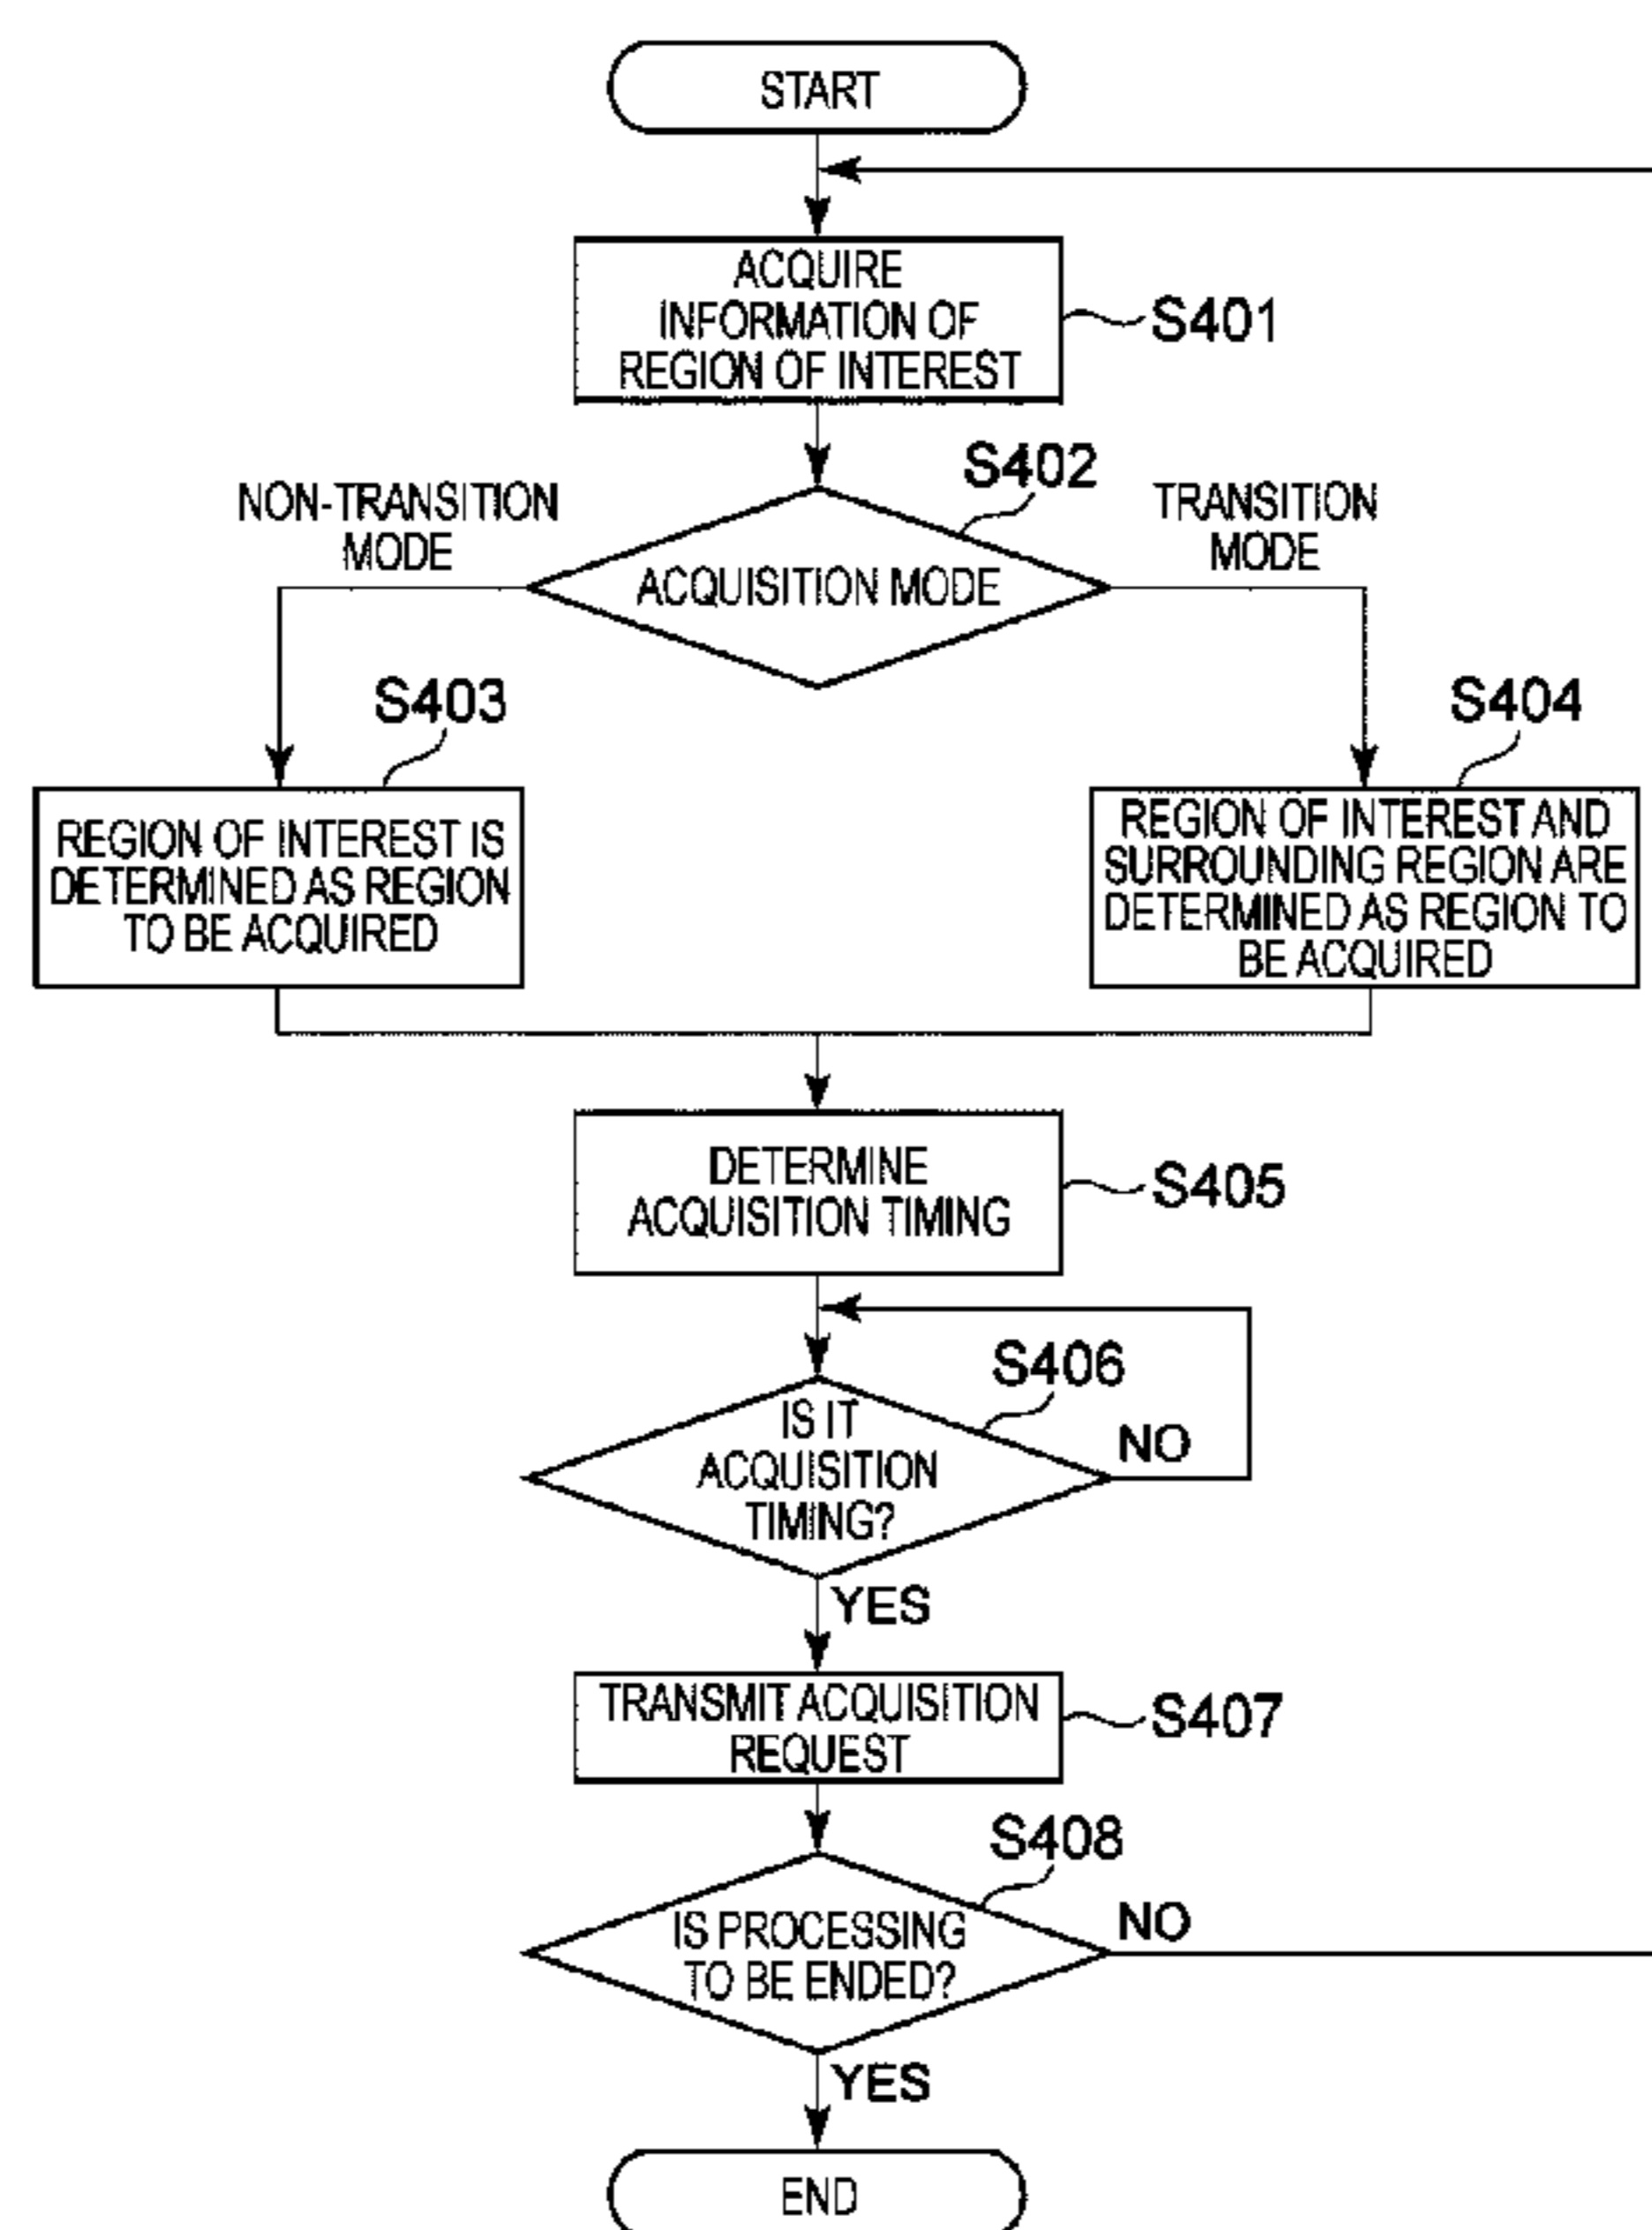 START
ACQUIRE
INFORMATION OF
REGION OF INTEREST
S401
S402
NON-TRANSITION
MODE
ACQUISITION MODE
TRANSITION
MODE
S403
REGION OF INTEREST IS
DETERMINED AS REGION
TO BE ACQUIRED
S404
REGION OF INTEREST AND
SURROUNDING REGION ARE
DETERMINED AS REGION TO
BE ACQUIRED
DETERMINE
ACQUISITION TIMING
S405
S406
IS IT
ACQUISITION
TIMING?
NO
YES
TRANSMIT ACQUISITION
REQUEST
S407
S408
IS PROCESSING
TO BE ENDED?
NO
YES
END